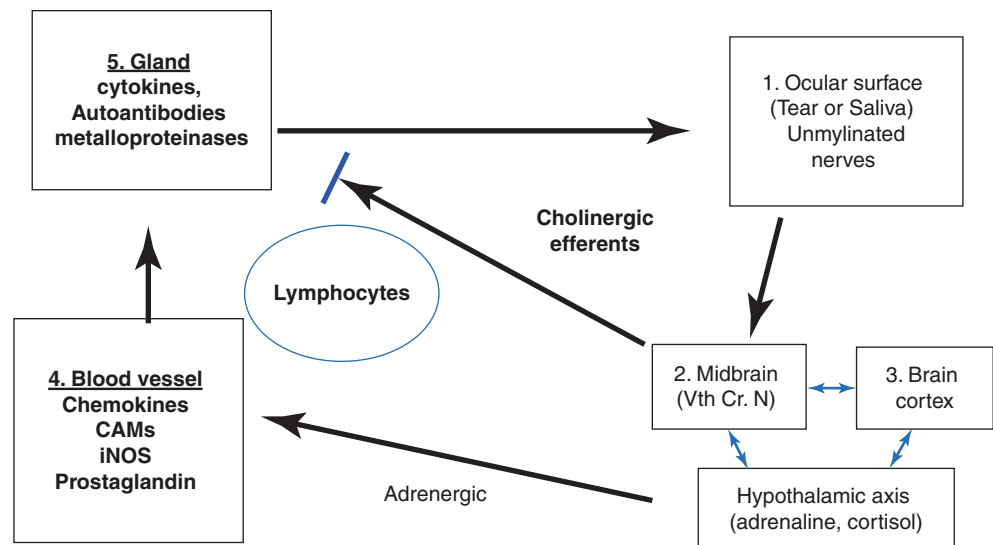 5. Gland
cytokines,
Autoantibodies
metalloproteinases
1. Ocular surface
(Tear or Saliva)
Unmylinated
nerves
Cholinergic
efferents
Lymphocytes
2. Midbrain
(Vth Cr. N)
3. Brain
cortex
4. Blood vessel
Chemokines
CAMs
iNOS
Prostaglandin
Adrenergic
Hypothalamic axis
(adrenaline, cortisol)